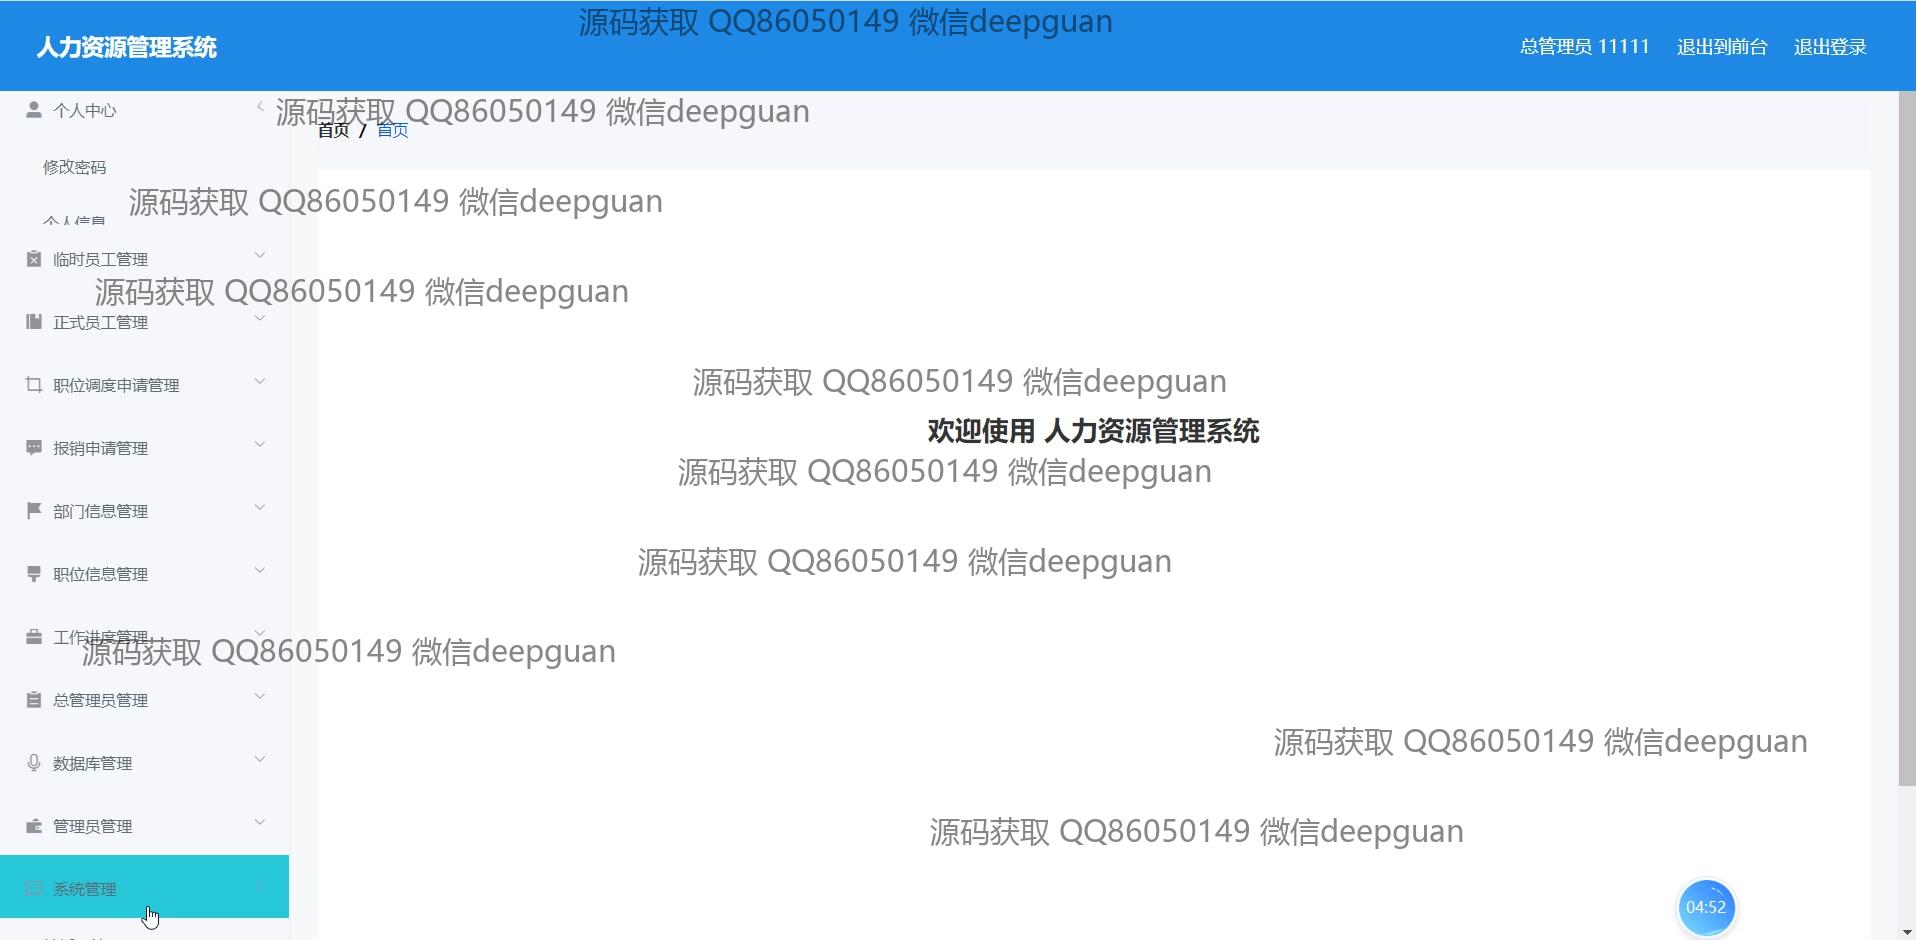 源码获取 QQ86050149 微信deepguan
人力资源管理系统
总管理员 11111 退出到前台 退出登录
个人中心
源码获取 QQ86050149 微信deepguan
首页 / 首页
修改密码
源码获取 QQ86050149 微信deepguan
个人信息
临时员工管理
源码获取 QQ86050149 微信deepguan
正式员工管理
源码获取 QQ86050149 微信deepguan
职位调度申请管理
欢迎使用 人力资源管理系统
报销申请管理
源码获取 QQ86050149 微信deepguan
部门信息管理
源码获取 QQ86050149 微信deepguan
职位信息管理
工作进度管理
源码获取 QQ86050149 微信deepguan
总管理员管理
源码获取 QQ86050149 微信deepguan
数据库管理
管理员管理
源码获取 QQ86050149 微信deepguan
系统管理
04:52